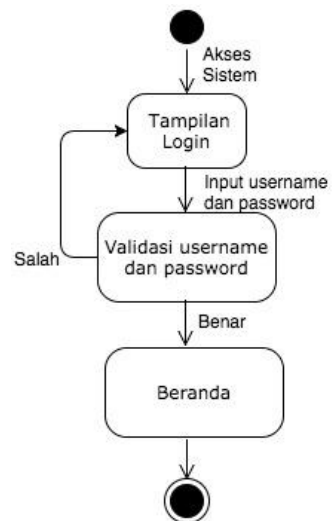 Akses
Sistem
Tampilan
Login
Input username
dan password
Validasi username
dan password
Salah
Benar
Beranda